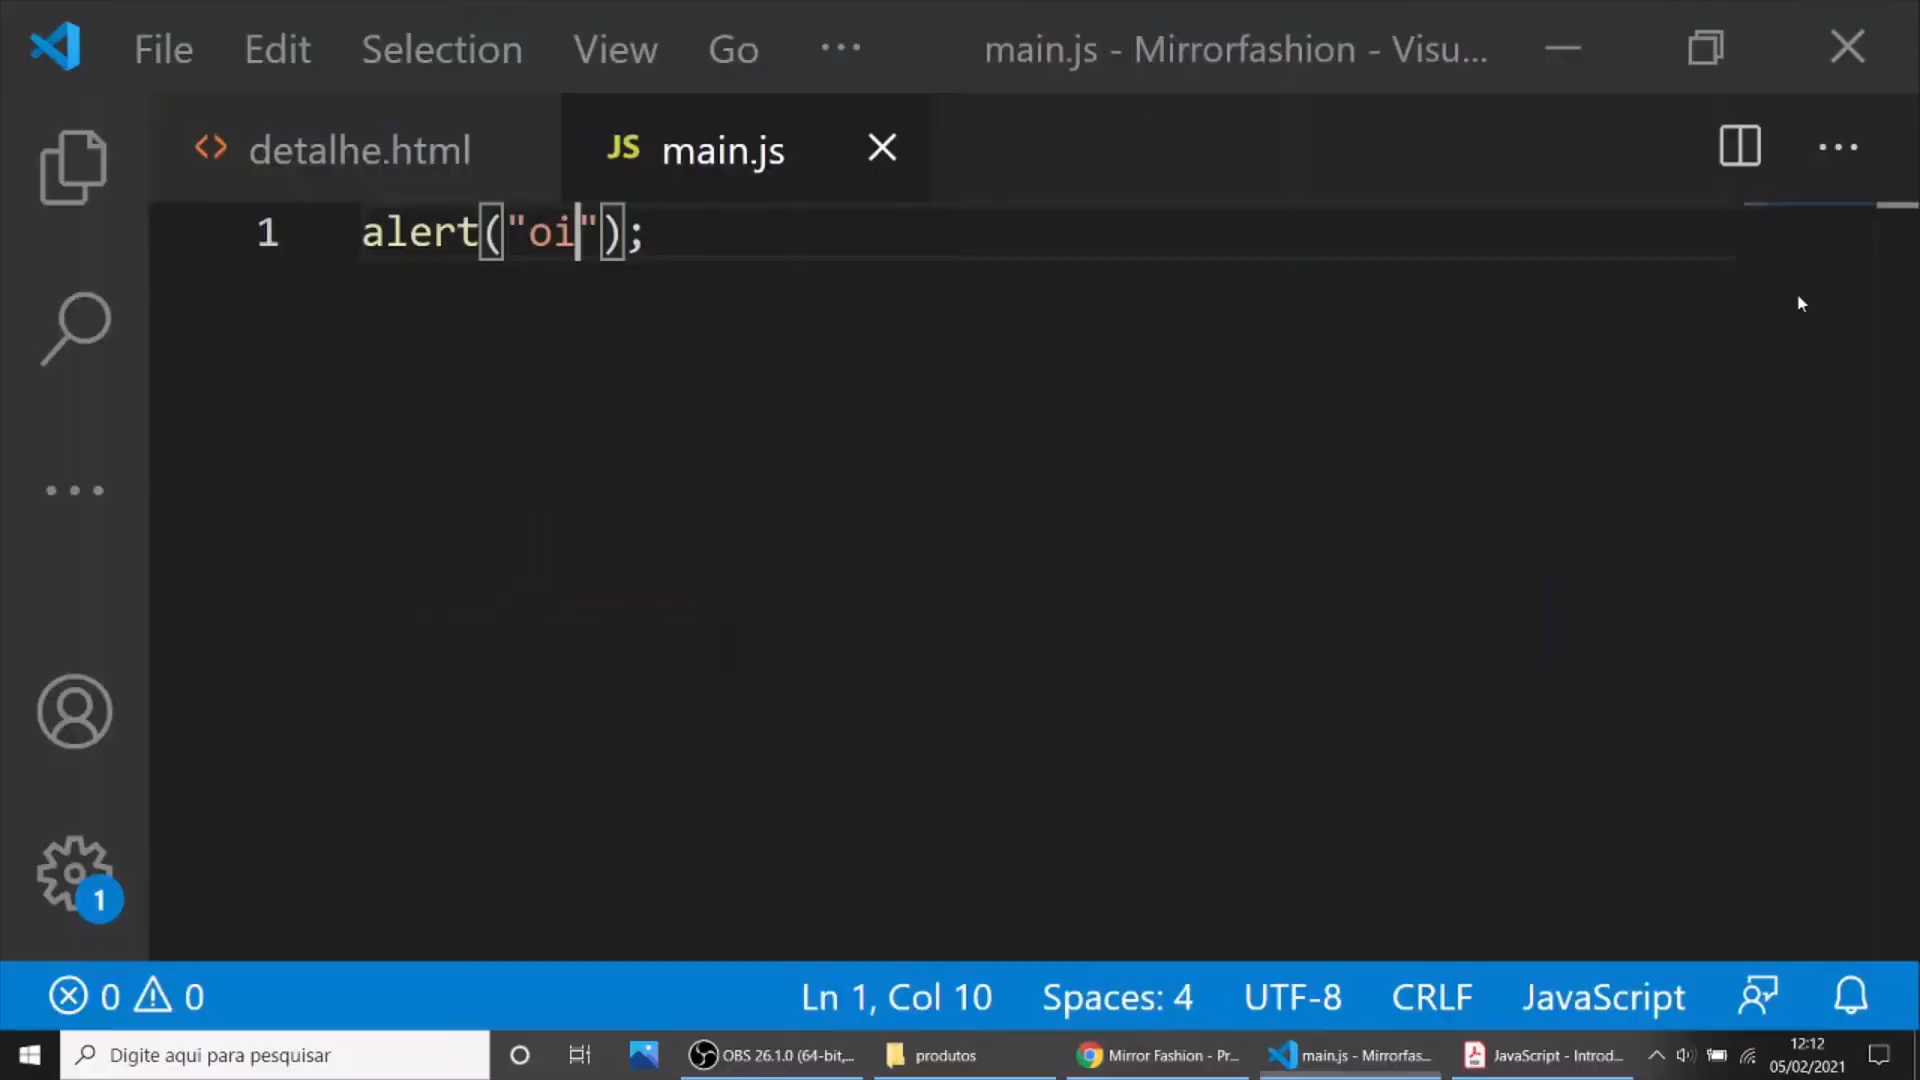 File Edit Selection View Go ··· main.js - Mirrorfashion - Visu...
<> detalhe.html JS main.js
1 alert("oi");
1
0 0 Ln 1, Col 10 Spaces: 4 UTF-8 CRLF JavaScript
Digite aqui para pesquisar OBS 26.1.0 (64-bit,... produtos Mirror Fashion - Pr... main.js - Mirrorfas... JavaScript - Introd... 12:12
05/02/2021